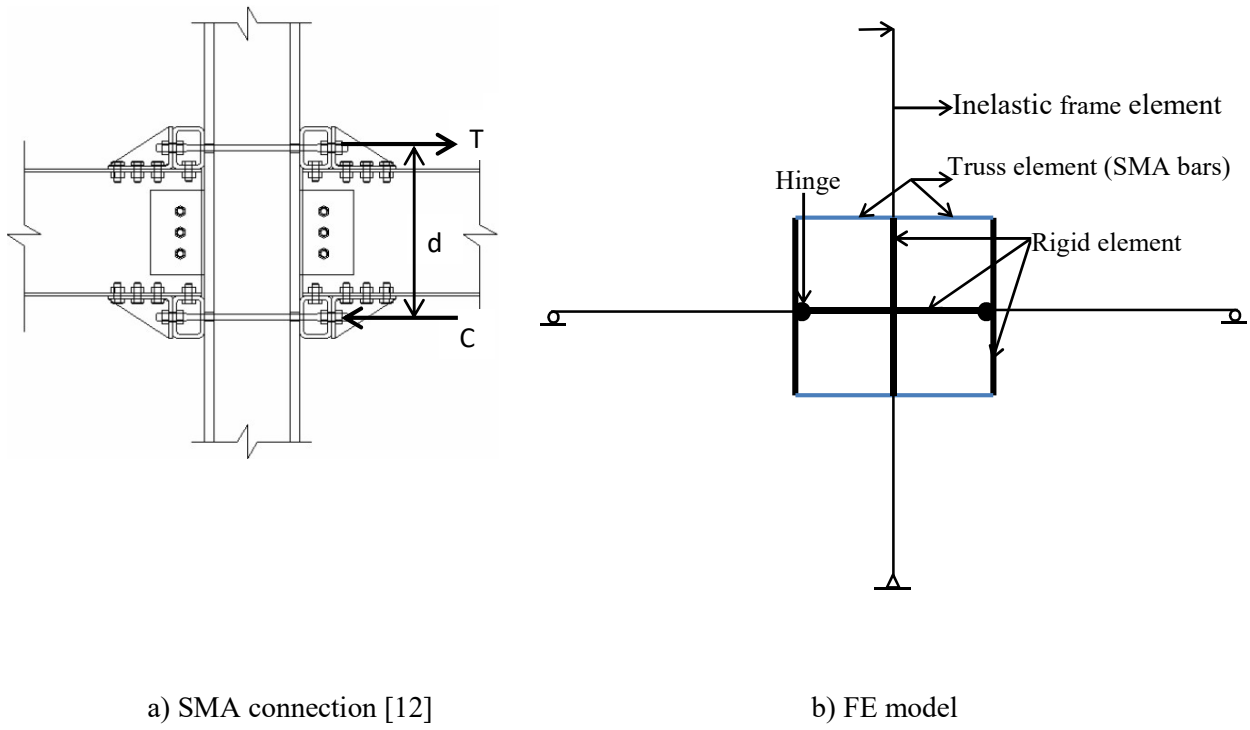 T
d
C
Inelastic frame element
Truss element (SMA bars)
Hinge
Rigid element
a) SMA connection [12]
b) FE model